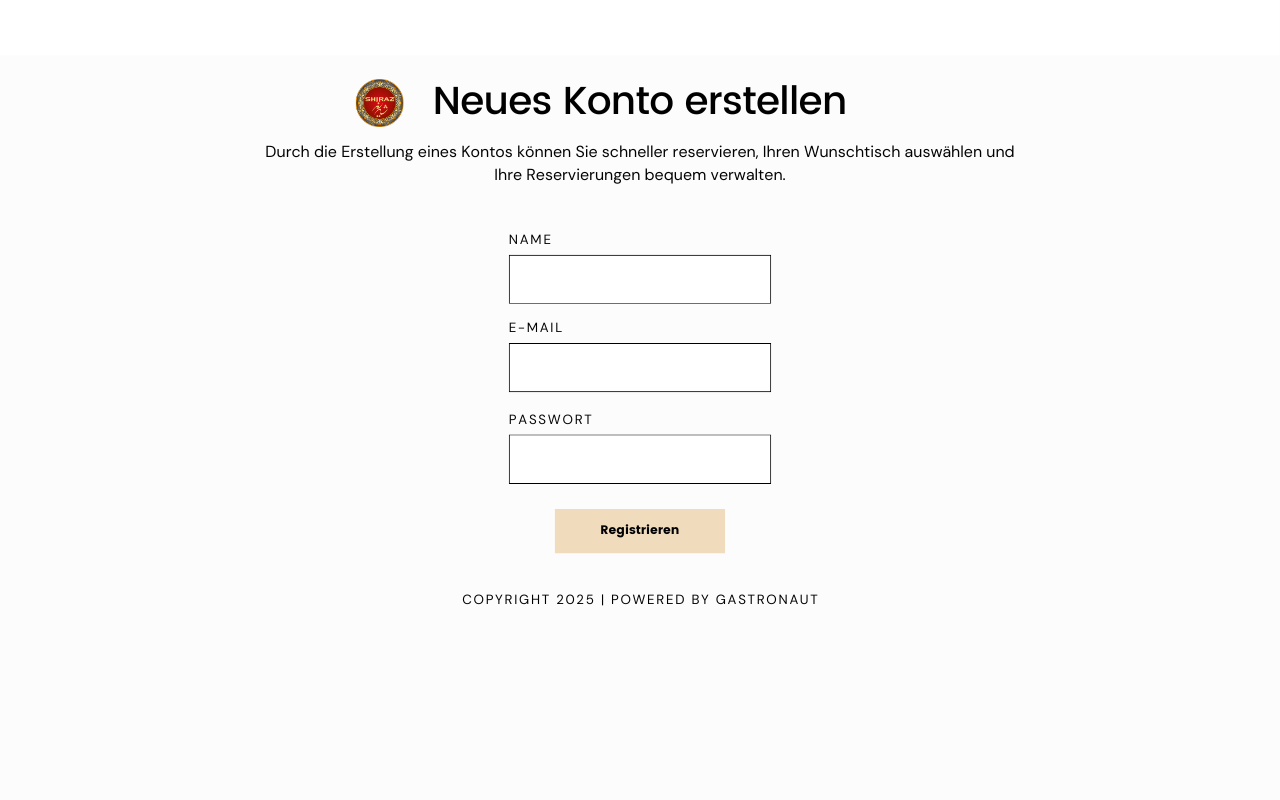 SHIRAZ
Neues Konto erstellen
Durch die Erstellung eines Kontos können Sie schneller reservieren, Ihren Wunschtisch auswählen und
Ihre Reservierungen bequem verwalten.
NAME
E-MAIL
PASSWORT
Registrieren
COPYRIGHT 2025 | POWERED BY GASTRONAUT